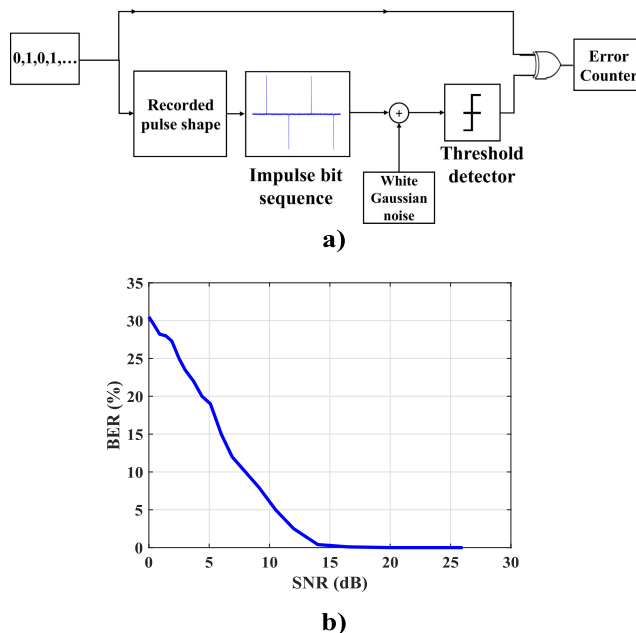 0,1,0,1,...
Recorded
pulse shape
Impulse bit
sequence
+
White
Gaussian
noise
Threshold
detector
Error
Counter
a)
35
30
25
20
15
10
5
0
BER (%)
0 5 10 15 20 25 30
SNR (dB)
b)